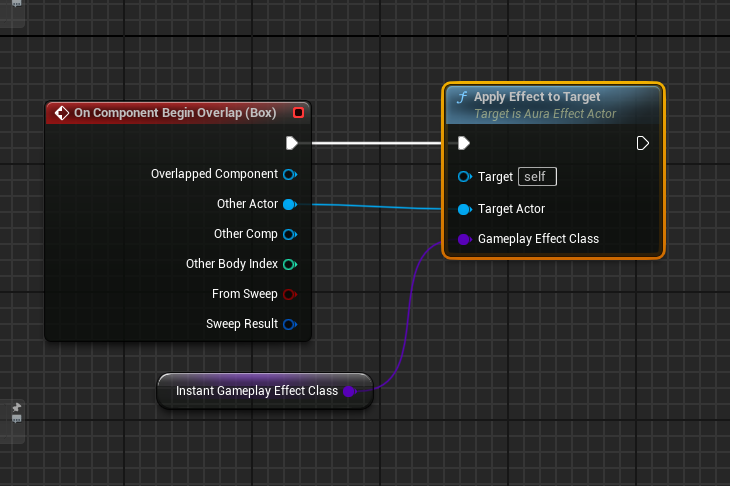 On Component Begin Overlap (Box)
Overlapped Component
Other Actor
Other Comp
Other Body Index
From Sweep
Sweep Result
Apply Effect to Target
Target is Aura Effect Actor
Target self
Target Actor
Gameplay Effect Class
Instant Gameplay Effect Class